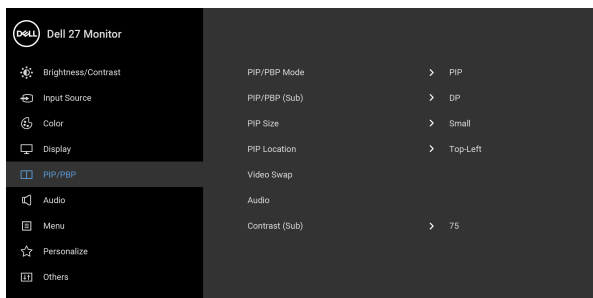 DELL Dell 27 Monitor
Brightness/Contrast
Input Source
Color
Display
PIP/PBP
Audio
Menu
Personalize
Others
PIP/PBP Mode > PIP
PIP/PBP (Sub) > DP
PIP Size > Small
PIP Location > Top-Left
Video Swap
Audio
Contrast (Sub) > 75